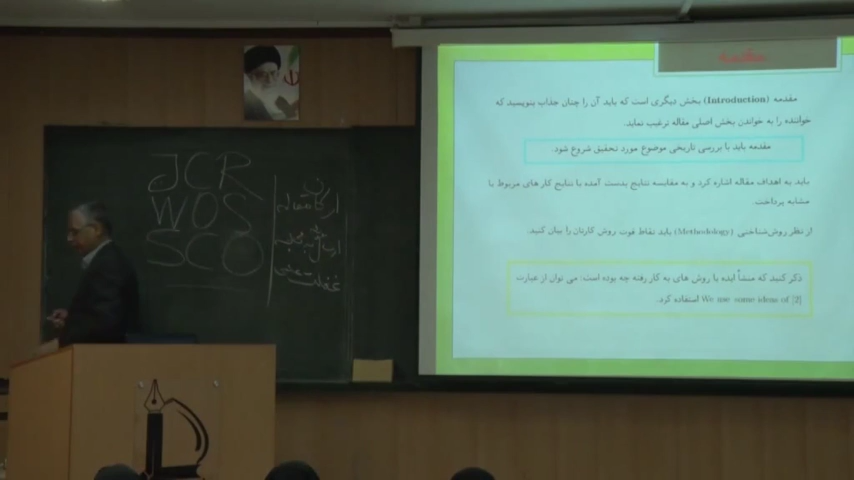 JCR
WOS
SCO
ارکان مقاله
ارسال به مجله
مقدمه
مقدمه (Introduction) بخش دیگری است که باید آن را چنان جذاب بنویسید که
خواننده را به خواندن بخش اصلی مقاله ترغیب نماید.
مقدمه باید با بررسی تاریخی موضوع مورد تحقیق شروع شود.
باید به اهداف مقاله اشاره کرد و به مقایسه نتایج بدست آمده با نتایج کار های مربوط یا
مشابه پرداخت.
از نظر روش‌شناختی (Methodology) باید نقاط قوت روش کارتان را بیان کنید.
ذکر کنید که منشأ ایده یا روش های به کار رفته چه بوده است: می توان از عبارت
We use some ideas of [2] استفاده کرد.